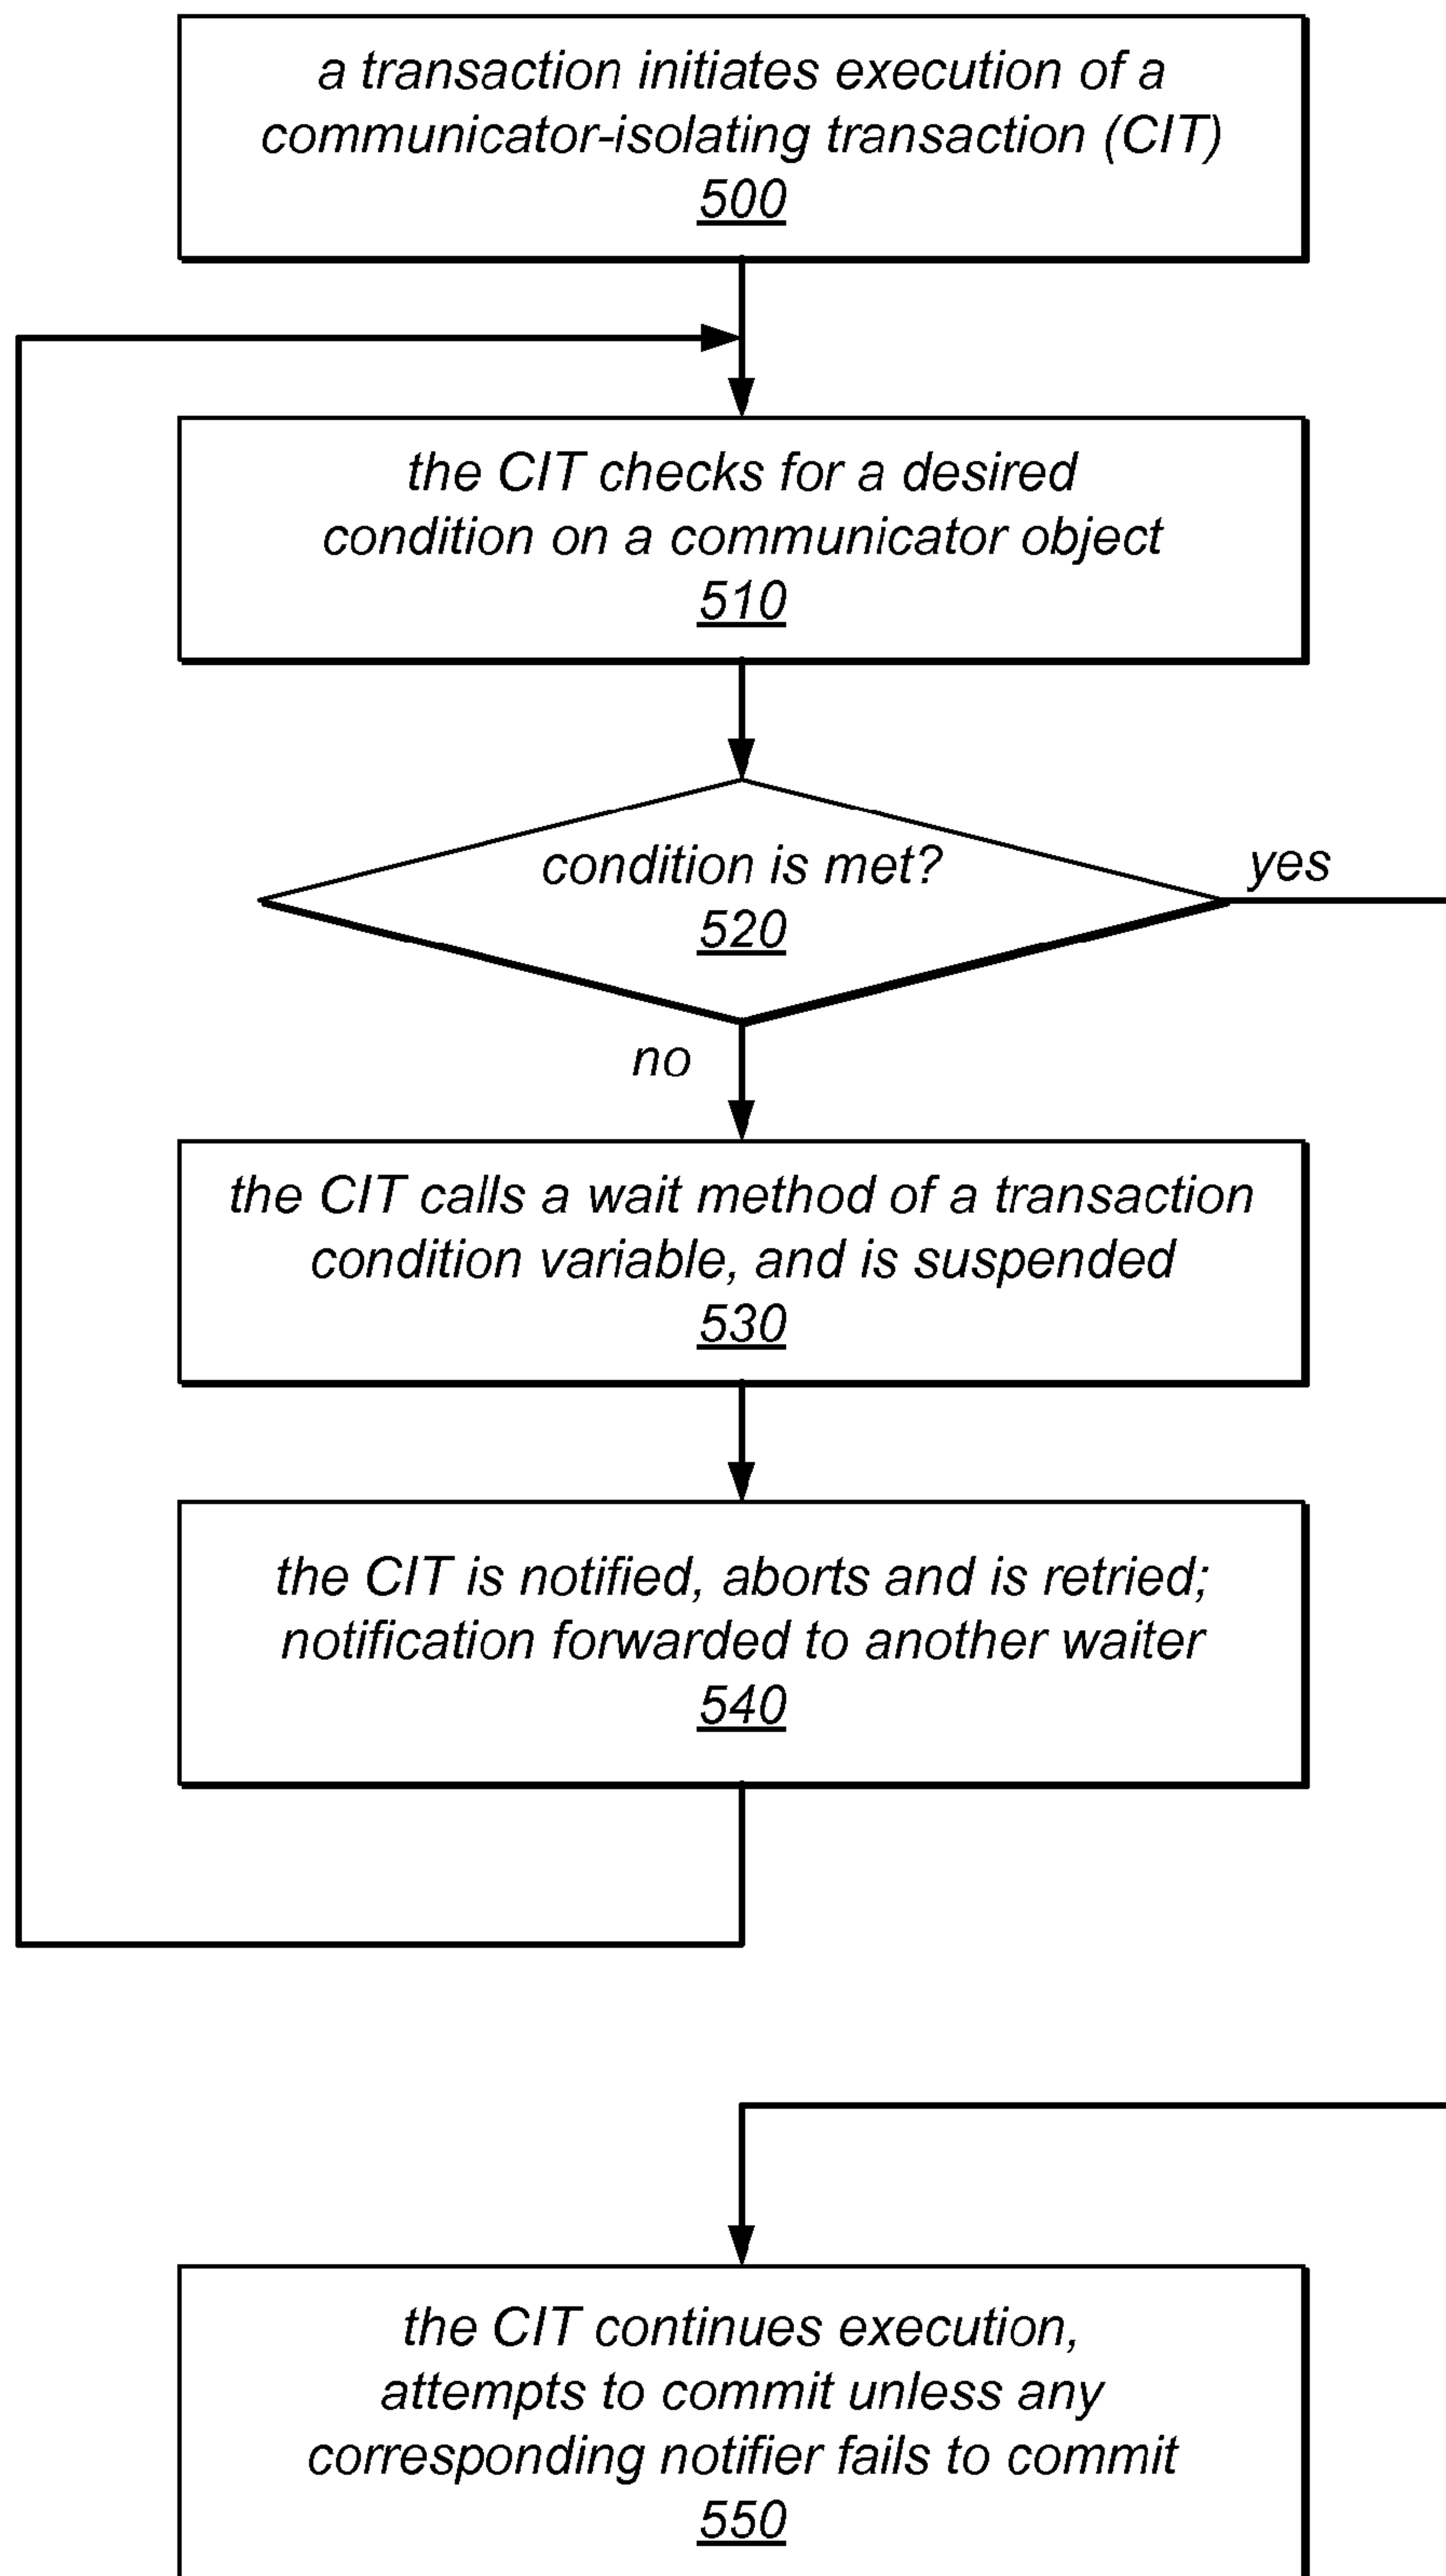 a transaction initiates execution of a
communicator-isolating transaction (CIT)
500
the CIT checks for a desired
condition on a communicator object
510
condition is met?
520
yes
no
the CIT calls a wait method of a transaction
condition variable, and is suspended
530
the CIT is notified, aborts and is retried;
notification forwarded to another waiter
540
the CIT continues execution,
attempts to commit unless any
corresponding notifier fails to commit
550